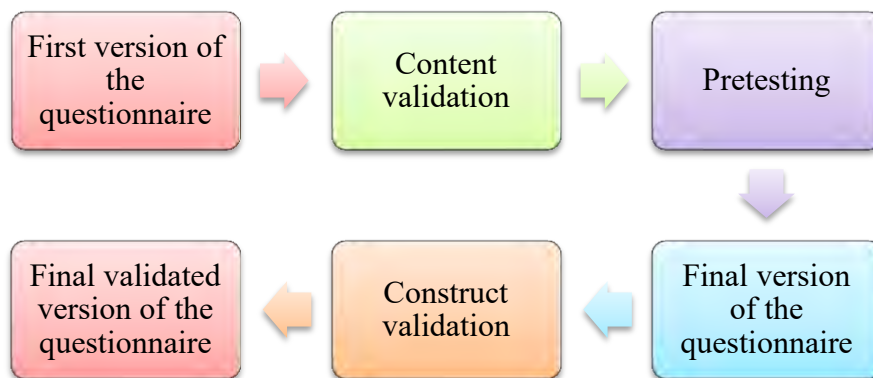 First version of
the
questionnaire
Content
validation
Pretesting
Final version
of the
questionnaire
Construct
validation
Final validated
version of the
questionnaire